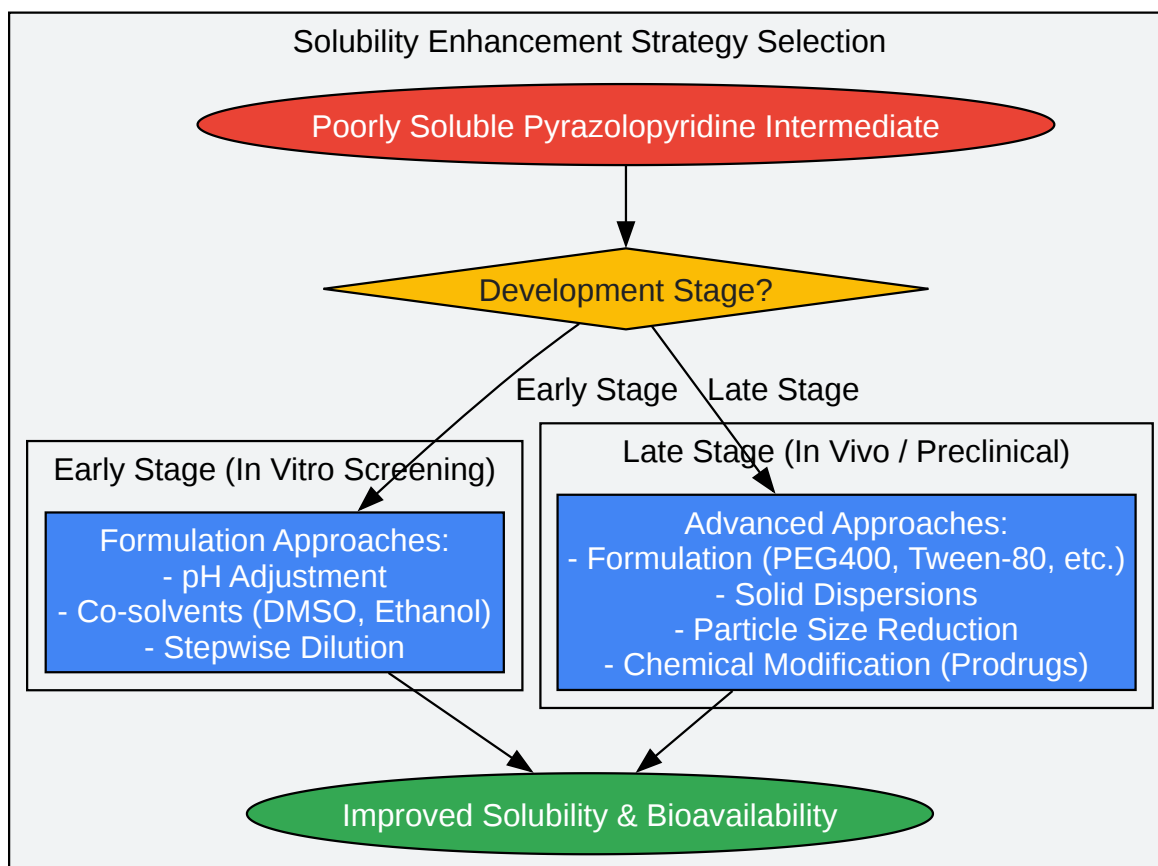 Solubility Enhancement Strategy Selection
Poorly Soluble Pyrazolopyridine Intermediate
Development Stage?
Early Stage
Late Stage
Early Stage (In Vitro Screening)
Formulation Approaches:
- pH Adjustment
- Co-solvents (DMSO, Ethanol)
- Stepwise Dilution
Late Stage (In Vivo / Preclinical)
Advanced Approaches:
- Formulation (PEG400, Tween-80, etc.)
- Solid Dispersions
- Particle Size Reduction
- Chemical Modification (Prodrugs)
Improved Solubility & Bioavailability